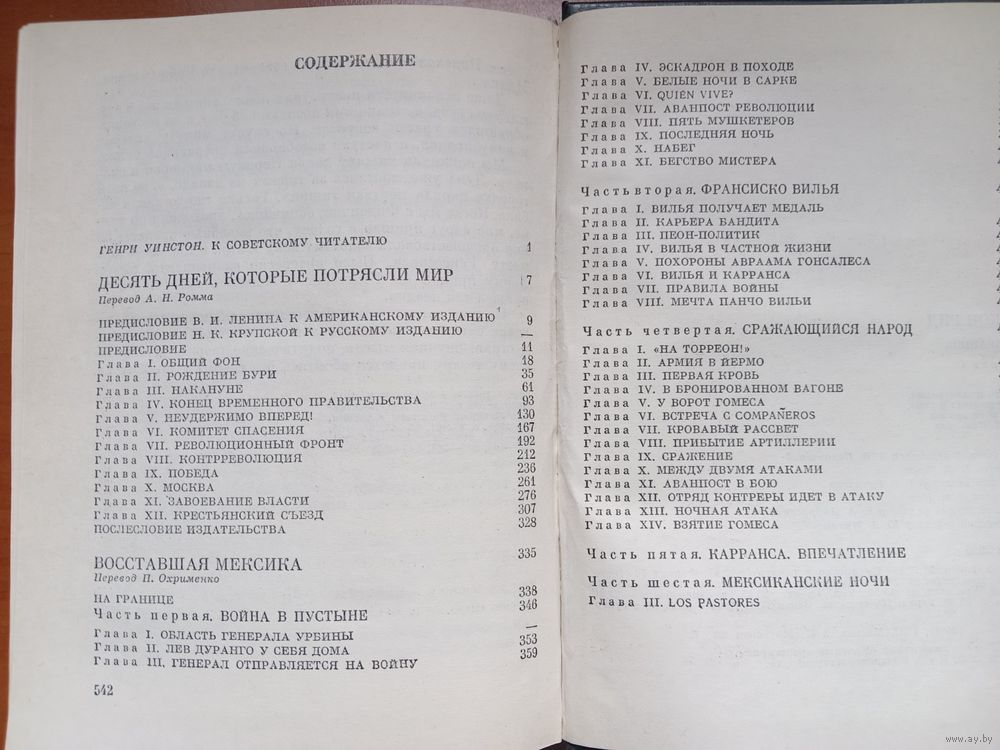 СОДЕРЖАНИЕ
ГЕНРИ УИНСТОН. К СОВЕТСКОМУ ЧИТАТЕЛЮ 1
ДЕСЯТЬ ДНЕЙ, КОТОРЫЕ ПОТРЯСЛИ МИР 7
Перевод А. И. Ромма
ПРЕДИСЛОВИЕ В. И. ЛЕНИНА К АМЕРИКАНСКОМУ ИЗДАНИЮ 9
ПРЕДИСЛОВИЕ Н. К. КРУПСКОЙ К РУССКОМУ ИЗДАНИЮ —
ПРЕДИСЛОВИЕ 11
Глава I. ОБЩИЙ ФОН 18
Глава II. РОЖДЕНИЕ БУРИ 35
Глава III. НАКАНУНЕ 61
Глава IV. КОНЕЦ ВРЕМЕННОГО ПРАВИТЕЛЬСТВА 93
Глава V. НЕУДЕРЖИМО ВПЕРЕД! 130
Глава VI. КОМИТЕТ СПАСЕНИЯ 167
Глава VII. РЕВОЛЮЦИОННЫЙ ФРОНТ 192
Глава VIII. КОНТРРЕВОЛЮЦИЯ 212
Глава IX. ПОБЕДА 236
Глава X. МОСКВА 261
Глава XI. ЗАВОЕВАНИЕ ВЛАСТИ 276
Глава XII. КРЕСТЬЯНСКИЙ СЪЕЗД 307
ПОСЛЕСЛОВИЕ ИЗДАТЕЛЬСТВА 328
ВОССТАВШАЯ МЕКСИКА 335
Перевод П. Охрименко
НА ГРАНИЦЕ 338
Часть первая. ВОЙНА В ПУСТЫНЕ 346
Глава I. ОБЛАСТЬ ГЕНЕРАЛА УРБИНЫ —
Глава II. ЛЕВ ДУРАНГО У СЕБЯ ДОМА 353
Глава III. ГЕНЕРАЛ ОТПРАВЛЯЕТСЯ НА ВОЙНУ 359
542
Глава IV. ЭСКАДРОН В ПОХОДЕ
Глава V. БЕЛЫЕ НОЧИ В САРКЕ
Глава VI. QUIÉN VIVE?
Глава VII. АВАНПОСТ РЕВОЛЮЦИИ
Глава VIII. ПЯТЬ МУШКЕТЕРОВ
Глава IX. ПОСЛЕДНЯЯ НОЧЬ
Глава X. НАБЕГ
Глава XI. БЕГСТВО МИСТЕРА
Часть вторая. ФРАНСИСКО ВИЛЬЯ
Глава I. ВИЛЬЯ ПОЛУЧАЕТ МЕДАЛЬ
Глава II. КАРЬЕРА БАНДИТА
Глава III. ПЕОН-ПОЛИТИК
Глава IV. ВИЛЬЯ В ЧАСТНОЙ ЖИЗНИ
Глава V. ПОХОРОНЫ АВРААМА ГОНСАЛЕСА
Глава VI. ВИЛЬЯ И КАРРАНСА
Глава VII. ПРАВИЛА ВОЙНЫ
Глава VIII. МЕЧТА ПАНЧО ВИЛЬИ
Часть четвертая. СРАЖАЮЩИЙСЯ НАРОД
Глава I. «НА ТОРРЕОН!»
Глава II. АРМИЯ В ЙЕРМО
Глава III. ПЕРВАЯ КРОВЬ
Глава IV. В БРОНИРОВАННОМ ВАГОНЕ
Глава V. У ВОРОТ ГОМЕСА
Глава VI. ВСТРЕЧА С COMPAÑEROS
Глава VII. КРОВАВЫЙ РАССВЕТ
Глава VIII. ПРИБЫТИЕ АРТИЛЛЕРИИ
Глава IX. СРАЖЕНИЕ
Глава X. МЕЖДУ ДВУМЯ АТАКАМИ
Глава XI. АВАНПОСТ В БОЮ
Глава XII. ОТРЯД КОНТРЕРЫ ИДЕТ В АТАКУ
Глава XIII. НОЧНАЯ АТАКА
Глава XIV. ВЗЯТИЕ ГОМЕСА
Часть пятая. КАРРАНСА. ВПЕЧАТЛЕНИЕ
Часть шестая. МЕКСИКАНСКИЕ НОЧИ
Глава III. LOS PASTORES
www.ay.by